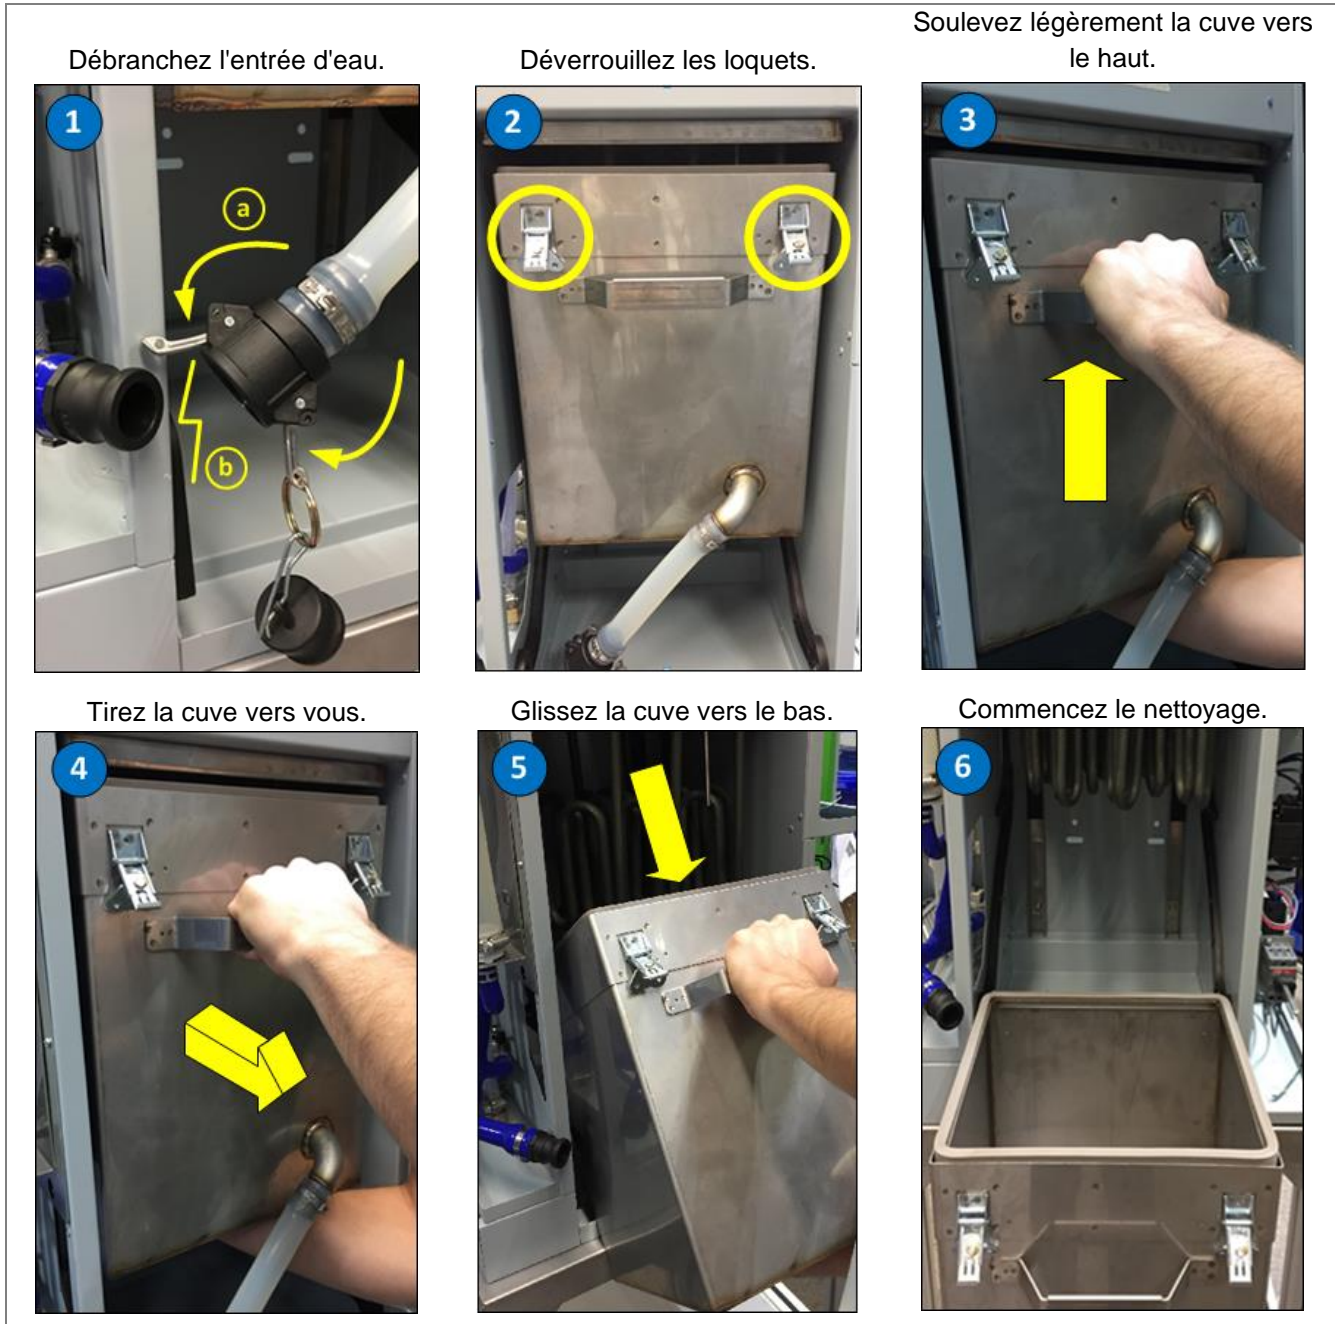 Débranchez l'entrée d'eau.
1
a
b
Déverrouillez les loquets.
2
Soulevez légèrement la cuve vers
le haut.
3
Tirez la cuve vers vous.
4
Glissez la cuve vers le bas.
5
Commencez le nettoyage.
6